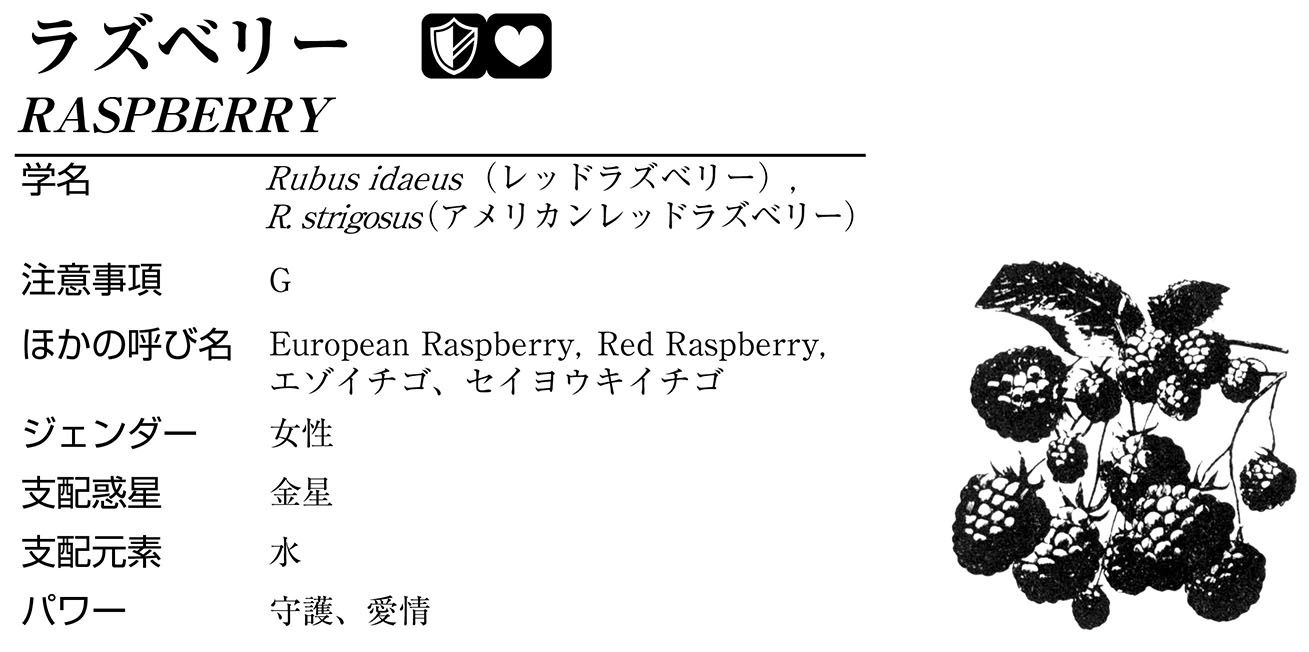 ラズベリー
RASPBERRY
学名 Rubus idaeus（レッドラズベリー）,
R. strigosus（アメリカンレッドラズベリー）
注意事項 G
ほかの呼び名 European Raspberry, Red Raspberry,
エゾイチゴ、セイヨウキイチゴ
ジェンダー 女性
支配惑星 金星
支配元素 水
パワー 守護、愛情